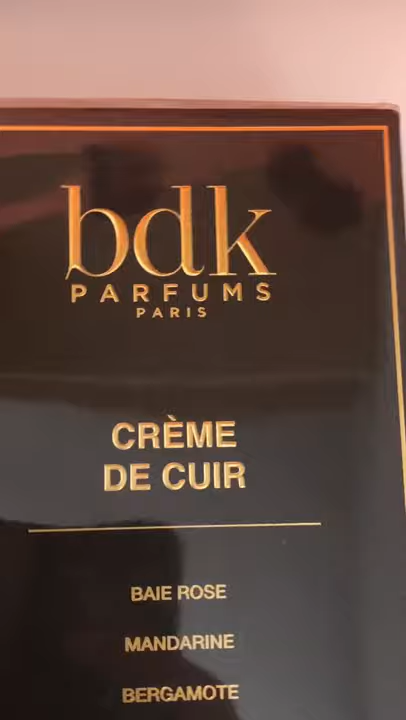 bdk
PARFUMS
PARIS
CRÈME
DE CUIR
BAIE ROSE
MANDARINE
BERGAMOTE